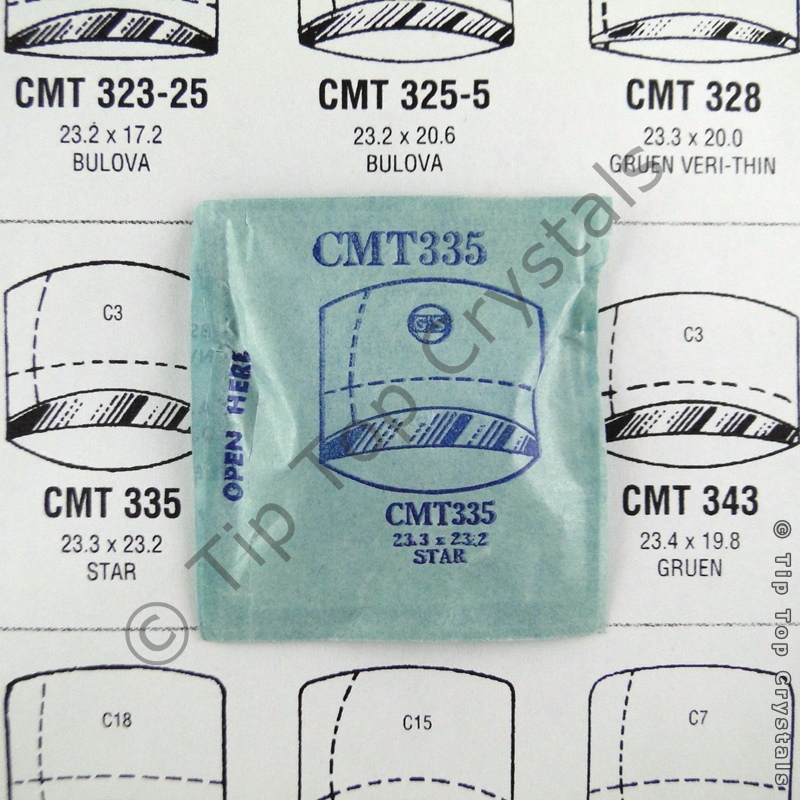 CMT 323-25
23.2 x 17.2
BULOVA
CMT 325-5
23.2 x 20.6
BULOVA
CMT 328
23.3 x 20.0
GRUEN VERI-THIN
C3
CMT 335
23.3 x 23.2
STAR
CMT335
GS
OPEN HERE
CMT335
23.3 x 23.2
STAR
C3
CMT 343
23.4 x 19.8
GRUEN
C18
C15
C7
© Tip Top Crystals
© Tip Top Crystals